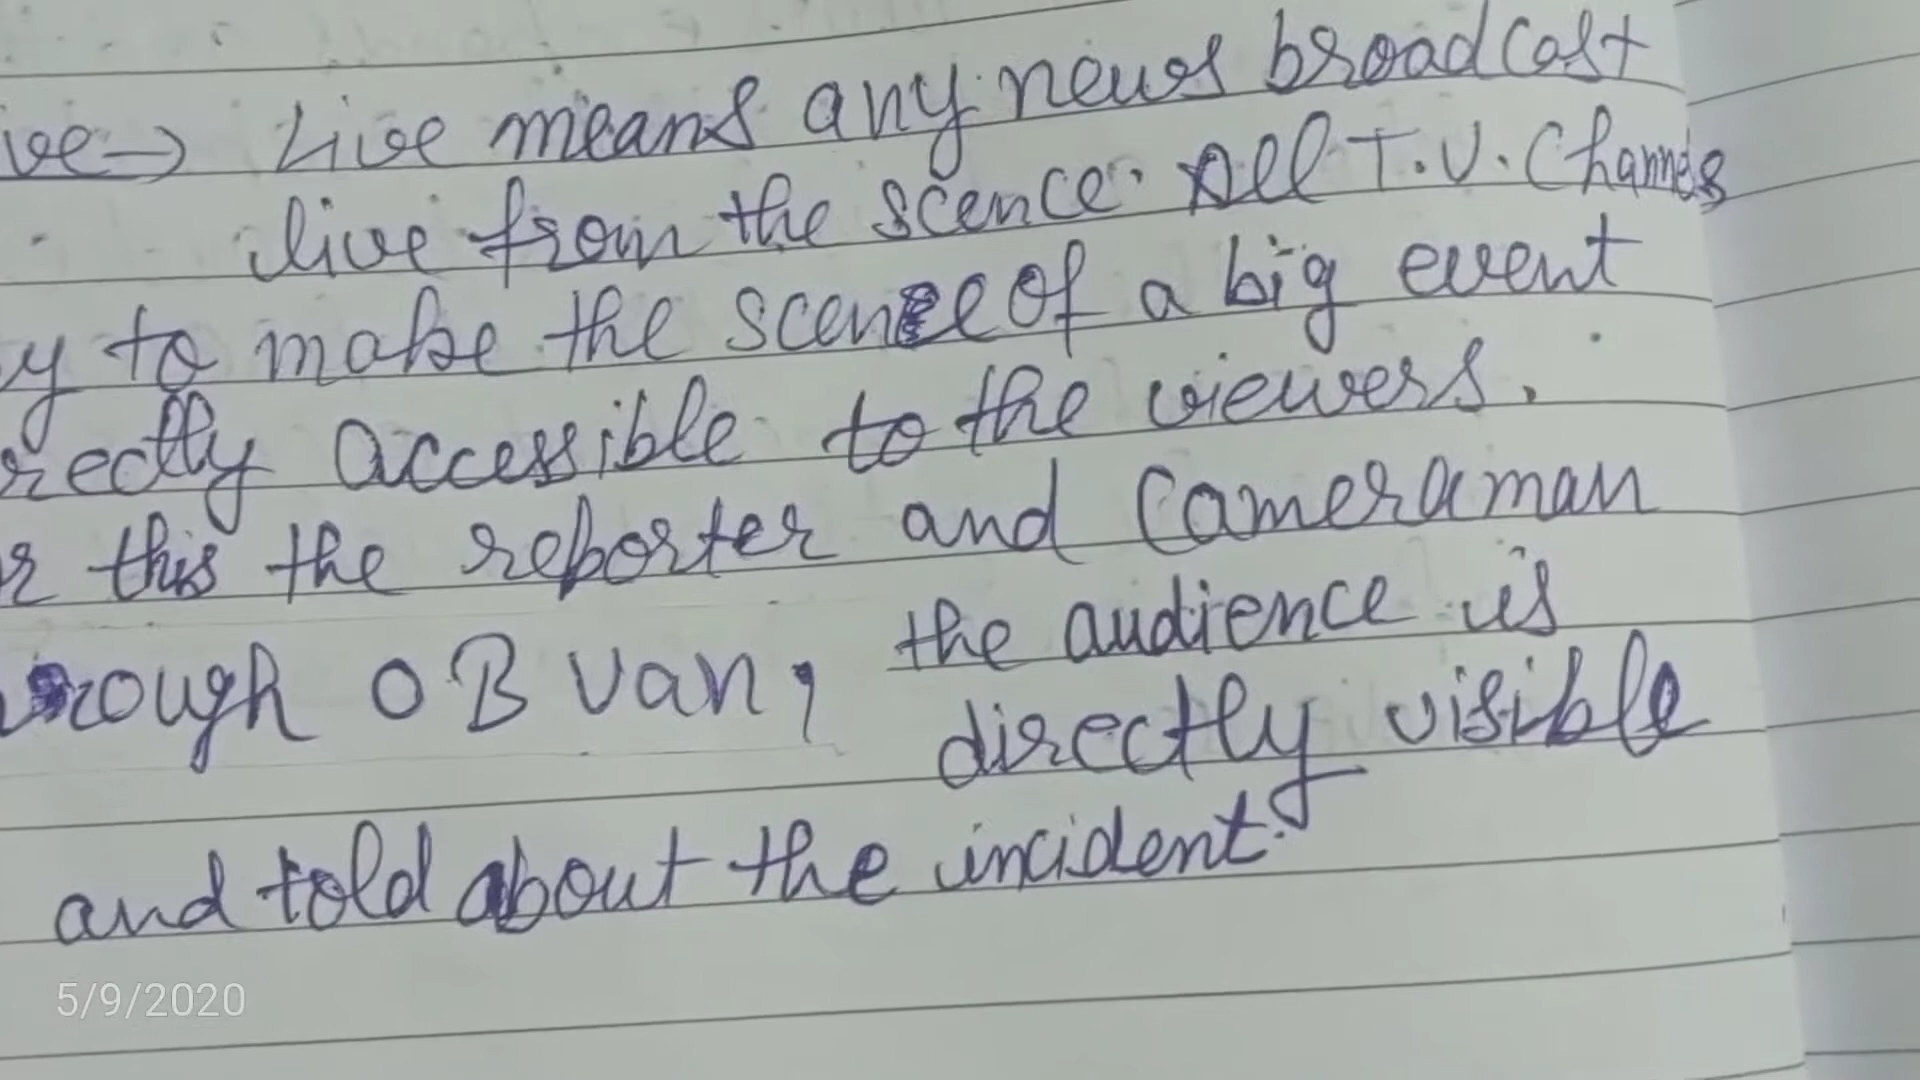 ve→ Live means any news broadcast
live from the scence. All T.V. Channels
y to make the scene of a big event
rectly accessible to the viewers.
r this the reporter and Cameraman
rough OB van, the audience is
directly visible
and told about the incident.
5/9/2020